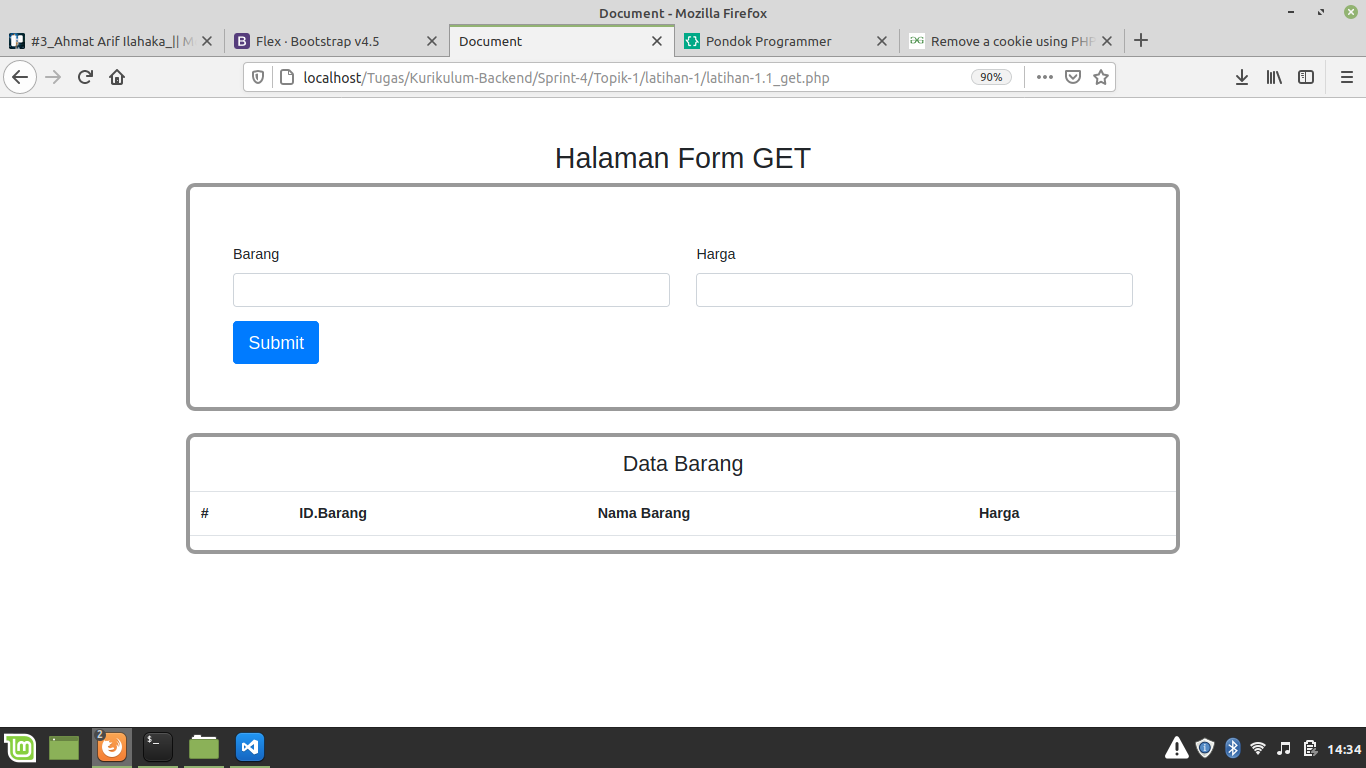 Document - Mozilla Firefox
#3_Ahmat Arif Ilahaka_|| M
Flex · Bootstrap v4.5
Document
Pondok Programmer
Remove a cookie using PHP
localhost/Tugas/Kurikulum-Backend/Sprint-4/Topik-1/latihan-1/latihan-1.1_get.php
90%
Halaman Form GET
Barang Harga
Submit
Data Barang
# ID.Barang Nama Barang Harga
2
14:34